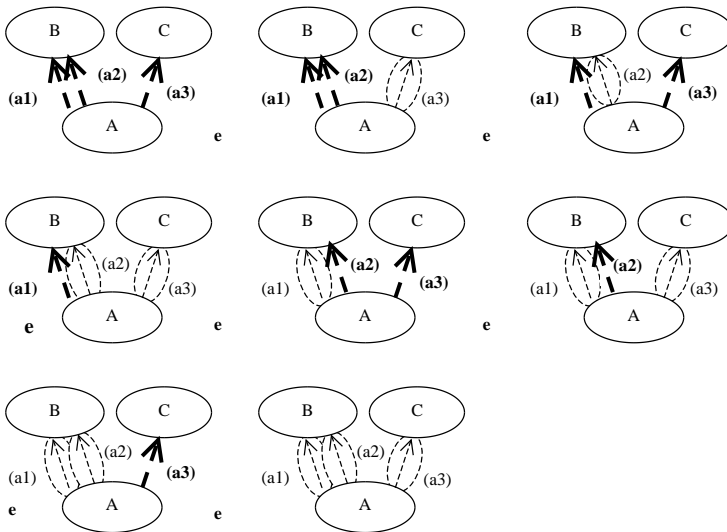 B C B C B C
(a1) (a2) (a3) (a1) (a2) (a3) (a1) (a2) (a3)
A A A
e e
B C B C B C
(a1) (a2) (a3) (a1) (a2) (a3) (a1) (a2) (a3)
A A A
e e e
B C B C
(a1) (a2) (a3) (a1) (a2) (a3)
A A
e e